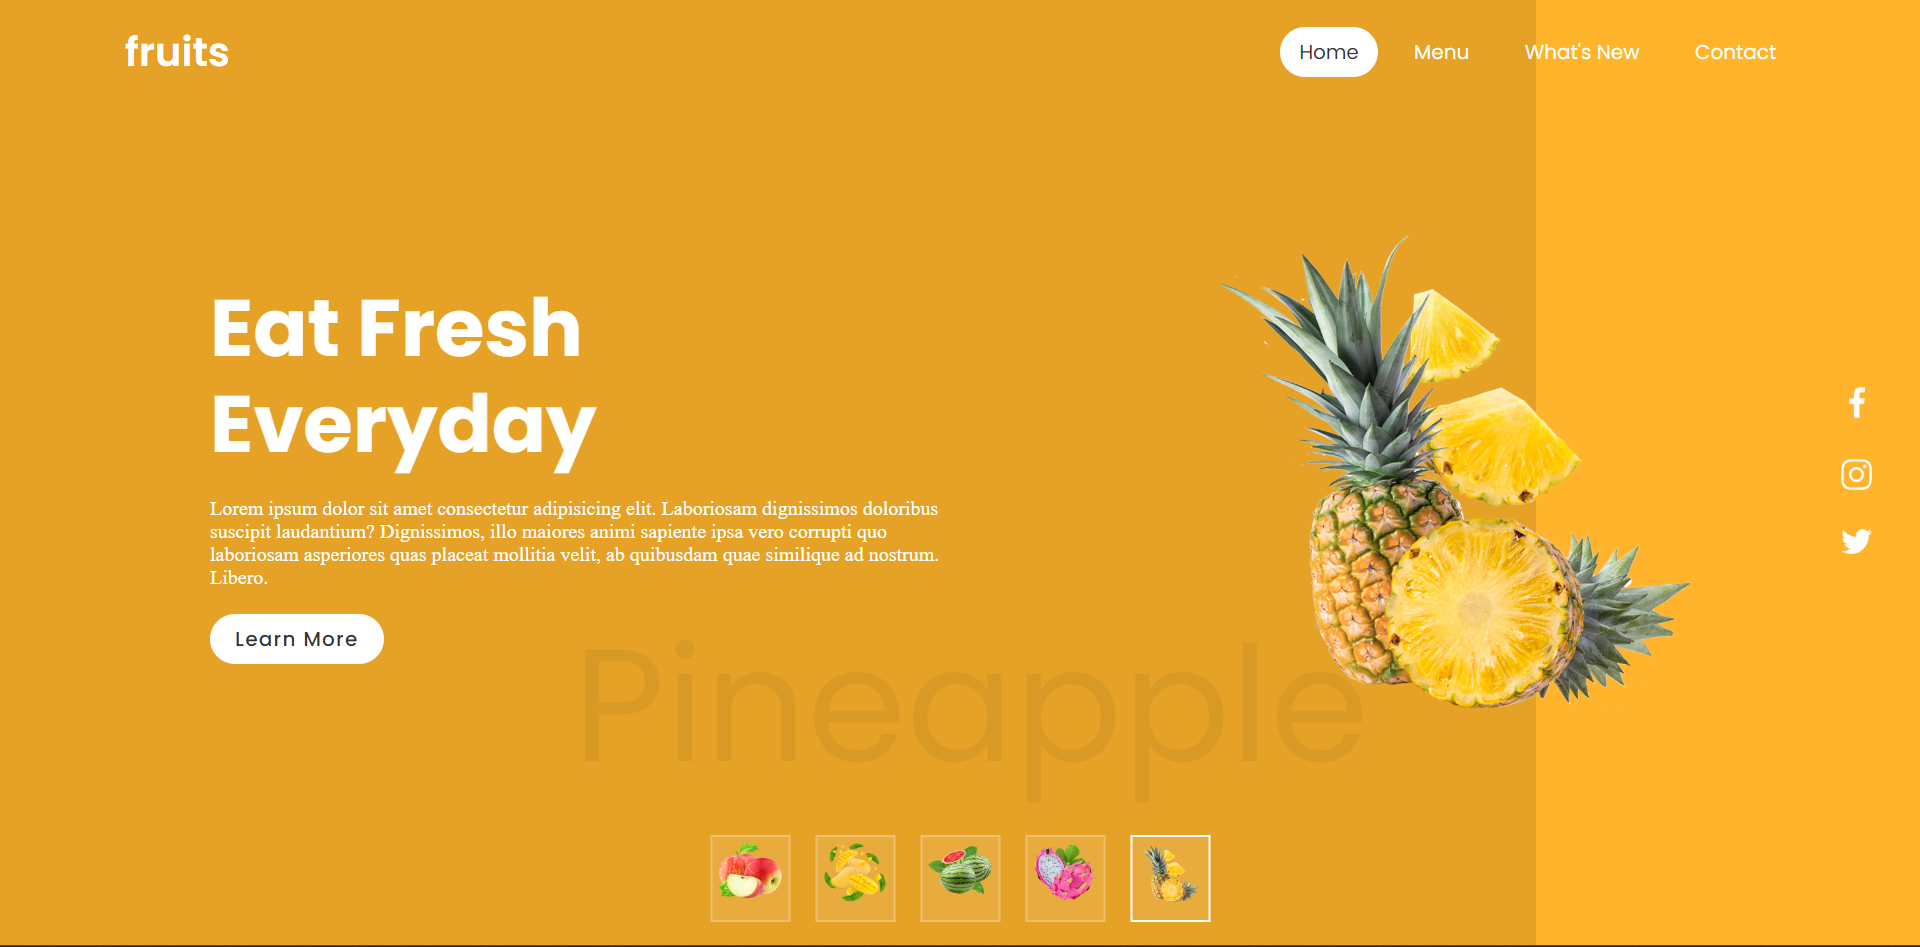 fruits
Home Menu What's New Contact
Eat Fresh
Everyday
Lorem ipsum dolor sit amet consectetur adipisicing elit. Laboriosam dignissimos doloribus
suscipit laudantium? Dignissimos, illo maiores animi sapiente ipsa vero corrupti quo
laboriosam asperiores quas placeat mollitia velit, ab quibusdam quae similique ad nostrum.
Libero.
Learn More
Pineapple